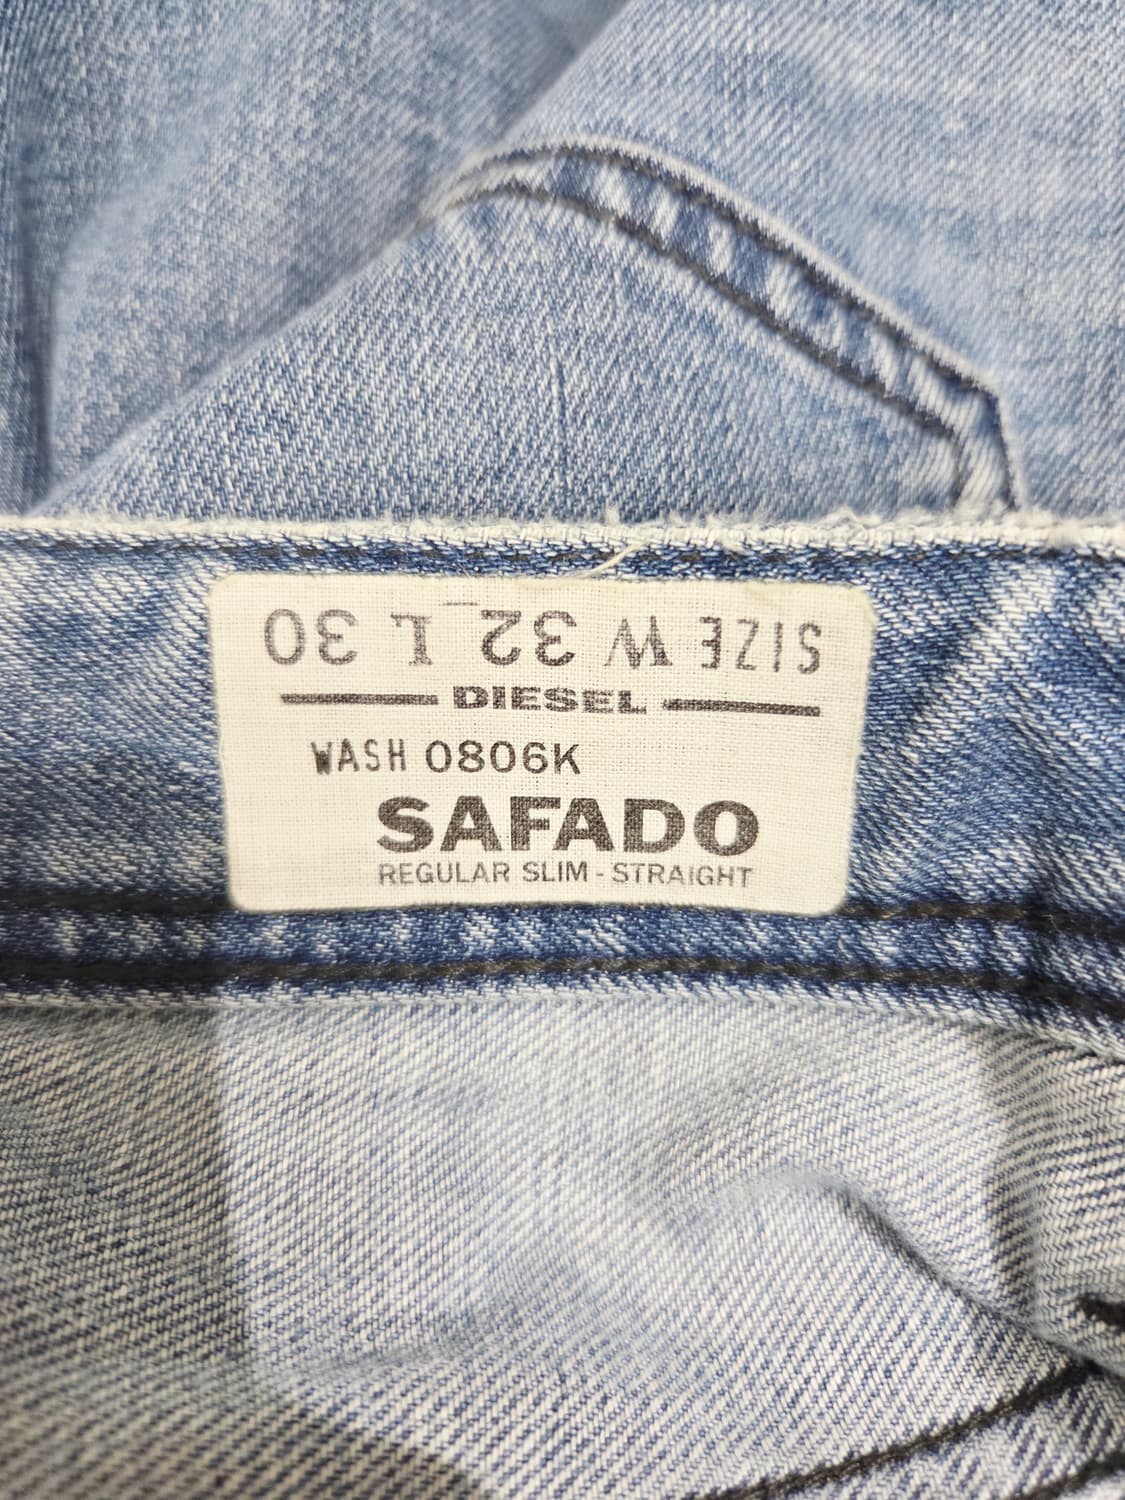 SIZE W 32 L 30
DIESEL
WASH 0806K
SAFADO
REGULAR SLIM - STRAIGHT